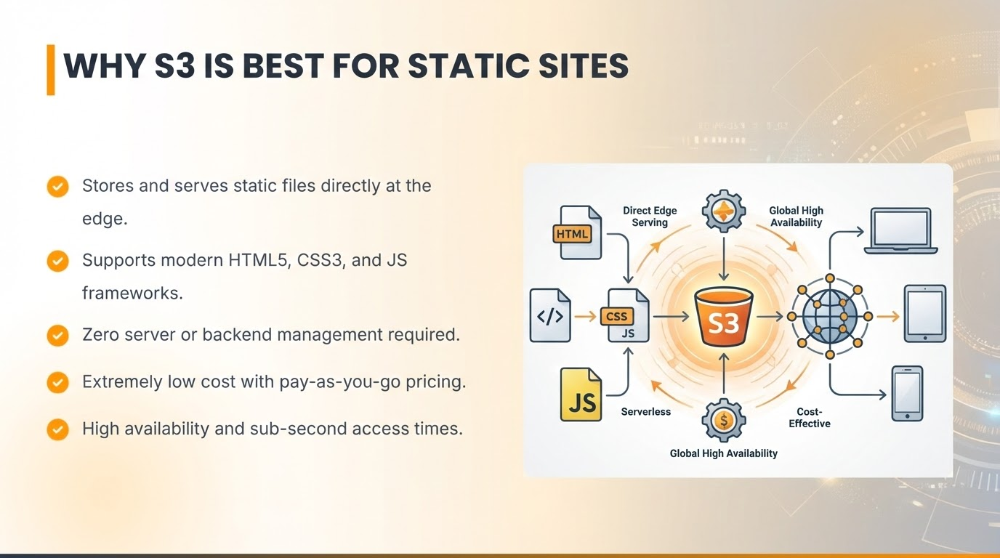 WHY S3 IS BEST FOR STATIC SITES
Stores and serves static files directly at the
edge.
Supports modern HTML5, CSS3, and JS
frameworks.
Zero server or backend management required.
Extremely low cost with pay-as-you-go pricing.
High availability and sub-second access times.
HTML
Direct Edge
Serving
Global High
Availability
</>
CSS
JS
S3
JS
Serverless
$
Cost-
Effective
Global High Availability